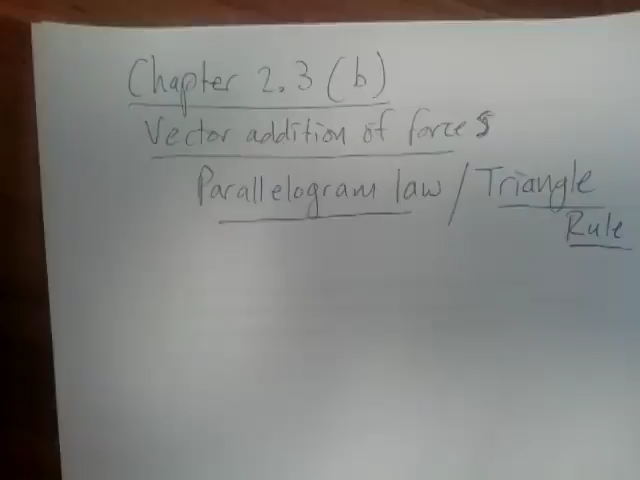 Chapter 2.3 (b)
Vector addition of forces
Parallelogram law / Triangle
Rule